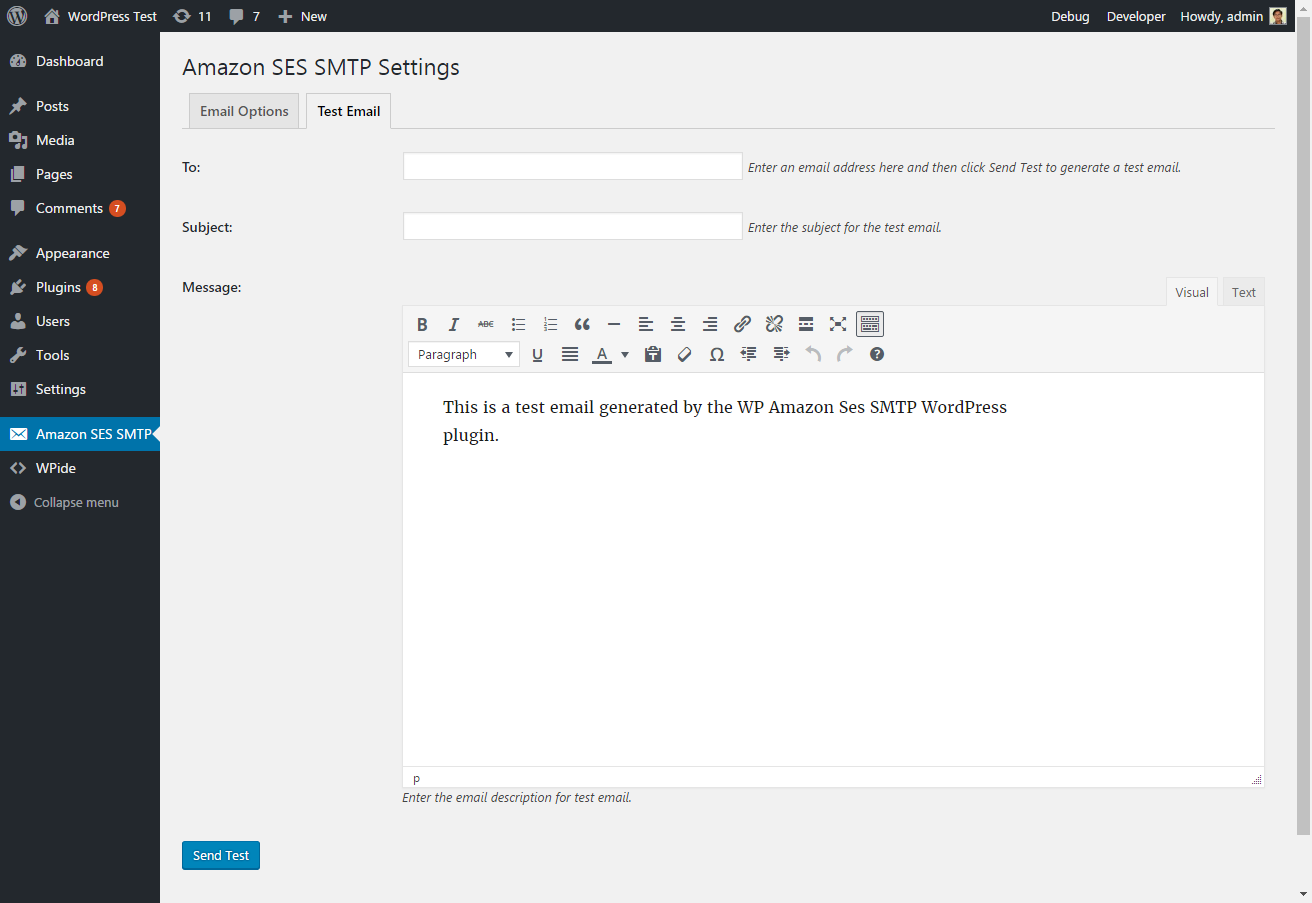 WordPress Test 11 7 New Debug Developer Howdy, admin
Dashboard
Posts
Media
Pages
Comments 7
Appearance
Plugins 8
Users
Tools
Settings
Amazon SES SMTP
WPide
Collapse menu
Amazon SES SMTP Settings
Email Options Test Email
To: Enter an email address here and then click Send Test to generate a test email.
Subject: Enter the subject for the test email.
Message:
Visual Text
B I ABC
Paragraph U A Ω ?
This is a test email generated by the WP Amazon Ses SMTP WordPress
plugin.
p
Enter the email description for test email.
Send Test